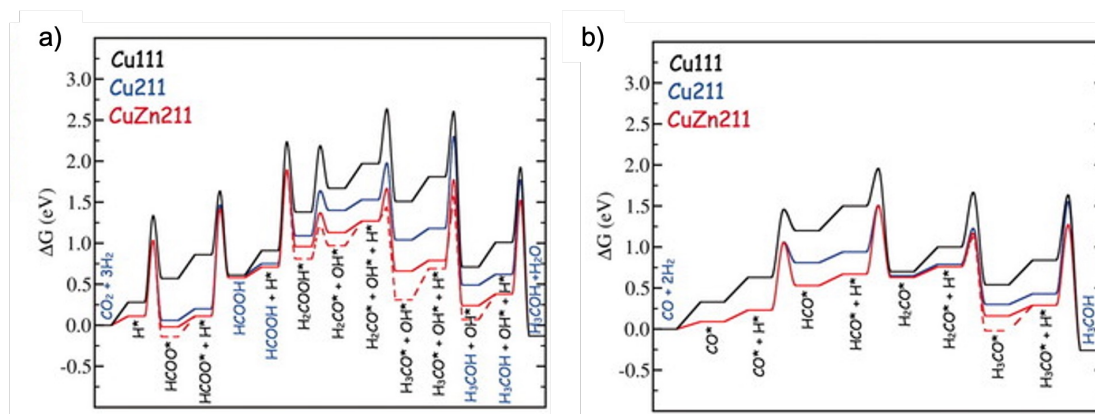 a)
Cu111
Cu211
CuZn211
ΔG (eV)
3.0
2.5
2.0
1.5
1.0
0.5
0.0
-0.5
CO₂ + 3H₂
H*
HCOO*
HCOO* + H*
HCOOH
HCOOH + H*
H₂COOH*
H₂CO* + OH*
H₂CO* + OH* + H*
H₃CO* + OH*
H₃CO* + OH* + H*
H₃COH + OH*
H₃COH + OH* + H*
H₃COH +H₂O
b)
Cu111
Cu211
CuZn211
ΔG (eV)
3.0
2.5
2.0
1.5
1.0
0.5
0.0
-0.5
CO + 2H₂
CO*
CO* + H*
HCO*
HCO* + H*
H₂CO*
H₂CO* + H*
H₃CO*
H₃CO* + H*
H₃COH